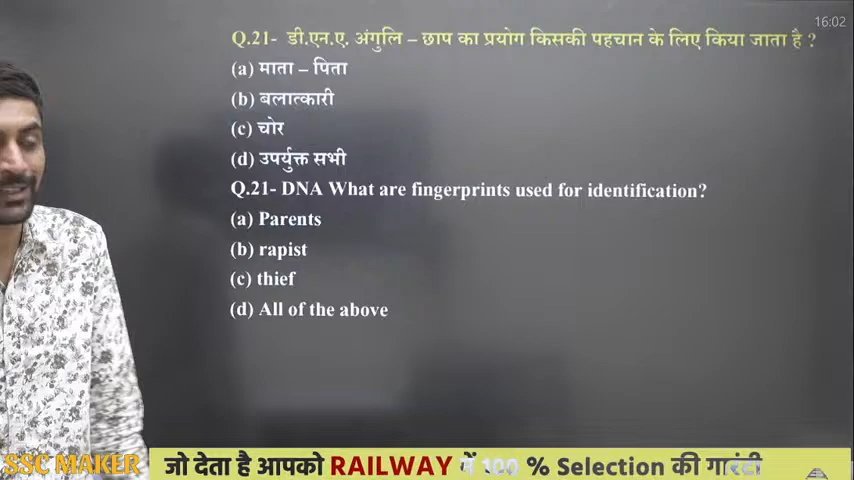 16:02
Q.21- डी.एन.ए. अंगुलि – छाप का प्रयोग किसकी पहचान के लिए किया जाता है ?
(a) माता – पिता
(b) बलात्कारी
(c) चोर
(d) उपर्युक्त सभी
Q.21- DNA What are fingerprints used for identification?
(a) Parents
(b) rapist
(c) thief
(d) All of the above
SSC MAKER
जो देता है आपको RAILWAY में 100 % Selection की गारंटी